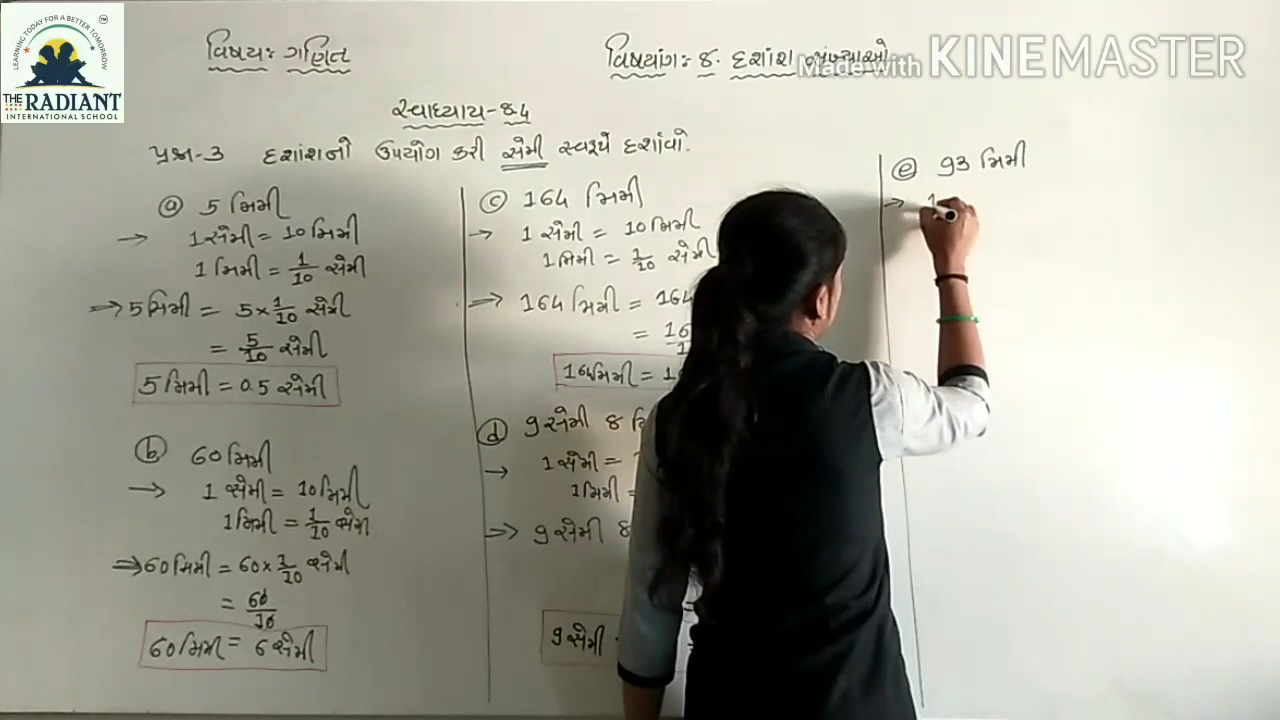 LEARNING TODAY FOR A BETTER TOMORROW
TM
THE RADIANT
INTERNATIONAL SCHOOL
Made with KINEMASTER
વિષય: ગણિત
વિષયાંગ: 8. દશાંશ સંખ્યાઓ
સ્વાધ્યાય-8.4
પ્રશ્ન-3 દશાંશનો ઉપયોગ કરી સેમી સ્વરૂપે દર્શાવો.
(a) 5 મિમી
→ 1 સેમી = 10 મિમી
1 મિમી = 1/10 સેમી
⇒ 5 મિમી = 5 × 1/10 સેમી
= 5/10 સેમી
5 મિમી = 0.5 સેમી
(b) 60 મિમી
→ 1 સેમી = 10 મિમી
1 મિમી = 1/10 સેમી
⇒ 60 મિમી = 60 × 1/10 સેમી
= 60/10
60 મિમી = 6 સેમી
(c) 164 મિમી
→ 1 સેમી = 10 મિમી
1 મિમી = 1/10 સેમી
⇒ 164 મિમી = 164
= 16
164 મિમી = 1
(d) 9 સેમી 8
→ 1 સેમી =
1 મિમી =
⇒ 9 સેમી 8
9 સેમી
(e) 93 મિમી
→ 1